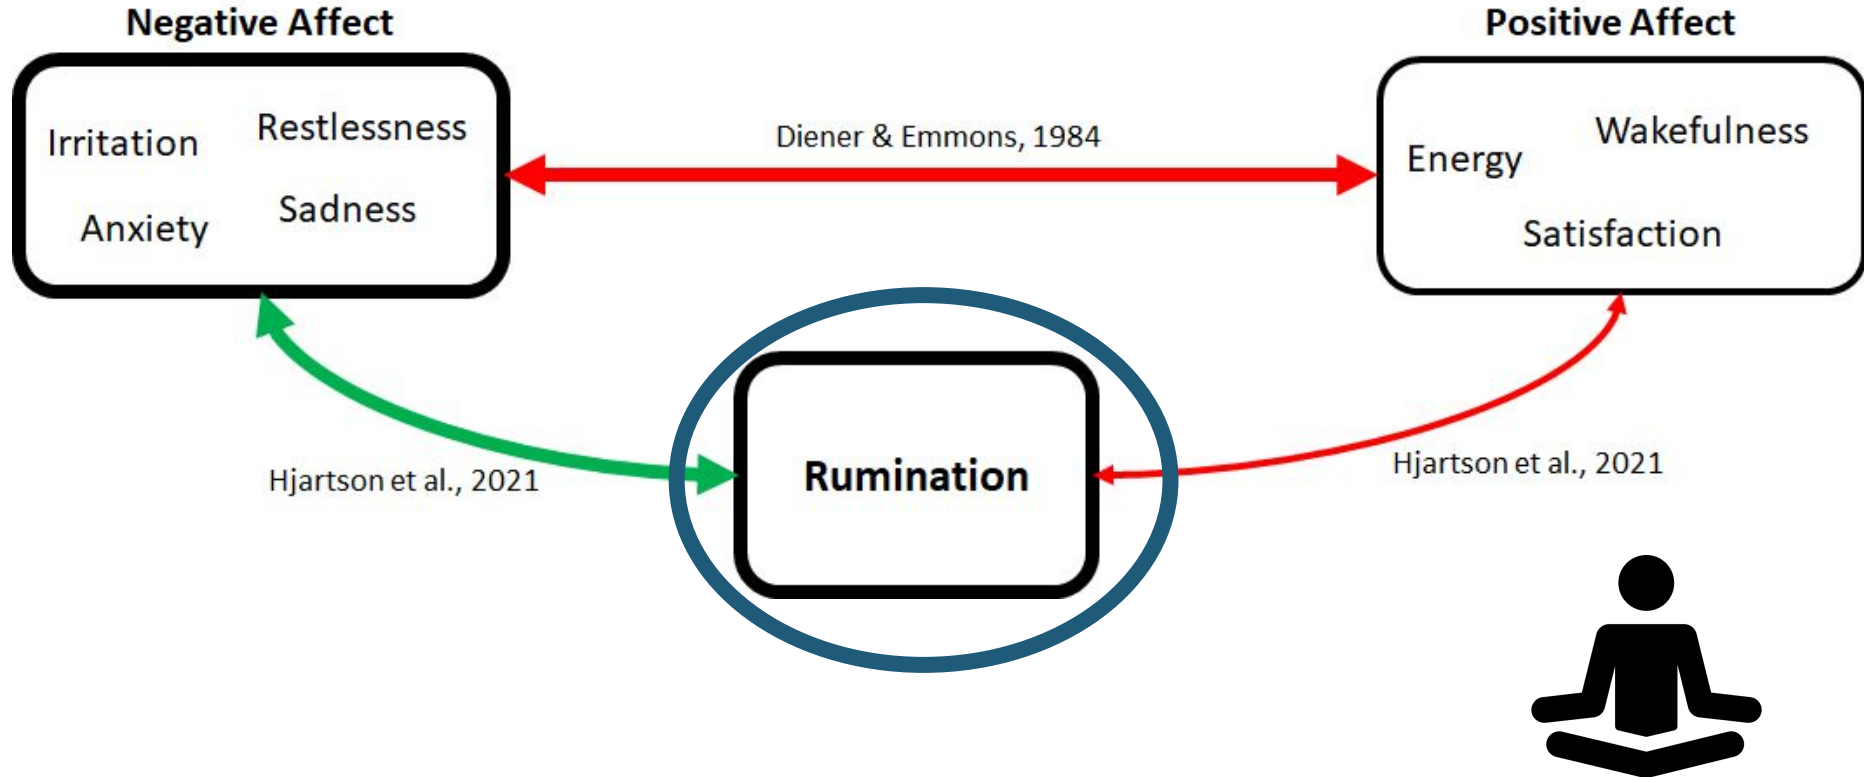 Negative Affect
Positive Affect
Irritation
Restlessness
Anxiety
Sadness
Diener & Emmons, 1984
Energy
Wakefulness
Satisfaction
Hjartson et al., 2021
Rumination
Hjartson et al., 2021